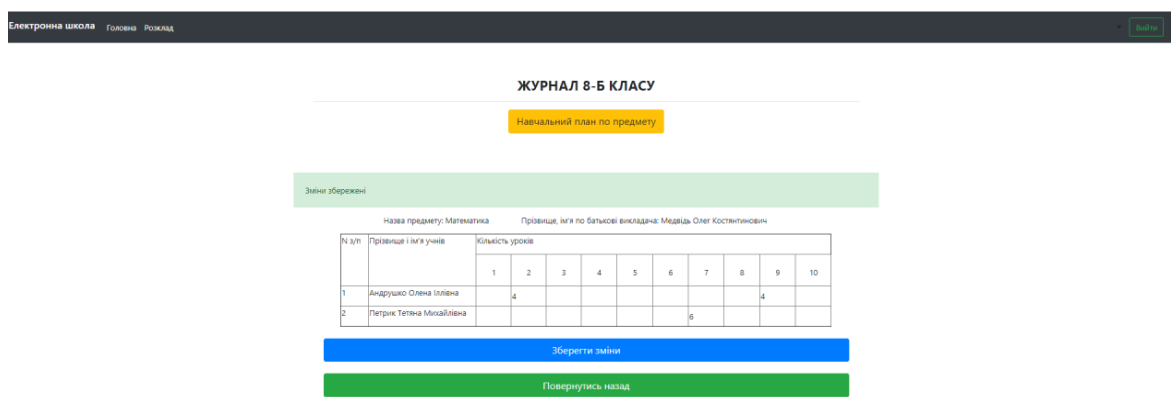 Електронна школа Головна Розклад Вийти
ЖУРНАЛ 8-Б КЛАСУ
Навчальний план по предмету
Зміни збережені
Назва предмету: Математика Прізвище, ім'я по батькові викладача: Медвідь Олег Костянтинович
N з/п Прізвище і ім'я учнів Кількість уроків
1 2 3 4 5 6 7 8 9 10
1 Андрушко Олена Іллівна 4 4
2 Петрик Тетяна Михайлівна 6
Зберегти зміни
Повернутись назад